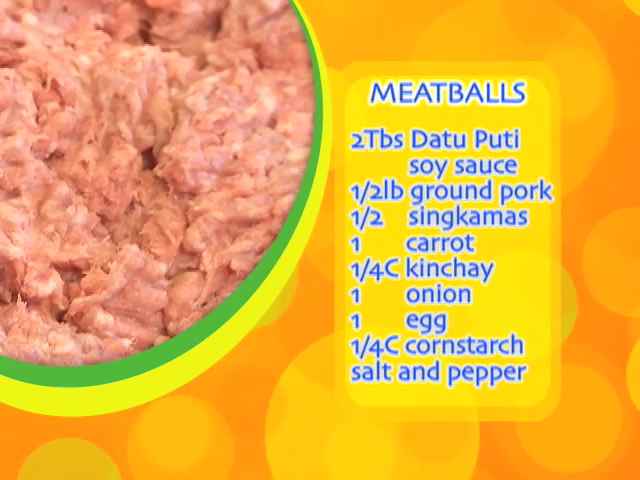 MEATBALLS
2Tbs Datu Puti
soy sauce
1/2lb ground pork
1/2 singkamas
1 carrot
1/4C kinchay
1 onion
1 egg
1/4C cornstarch
salt and pepper